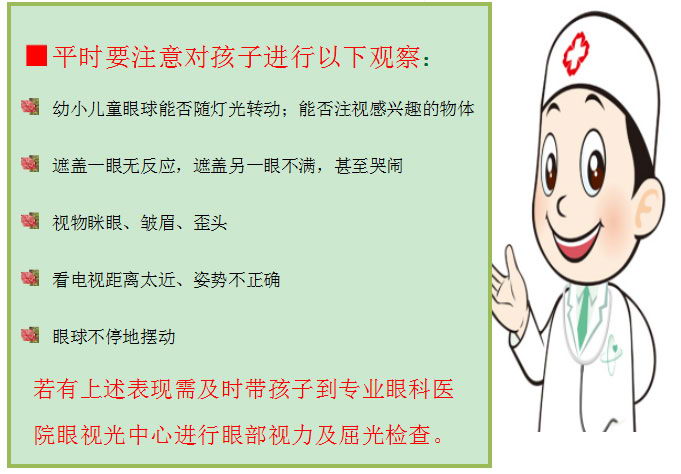 ■平时要注意对孩子进行以下观察：
幼小儿童眼球能否随灯光转动；能否注视感兴趣的物体
遮盖一眼无反应，遮盖另一眼不满，甚至哭闹
视物眯眼、皱眉、歪头
看电视距离太近、姿势不正确
眼球不停地摆动
若有上述表现需及时带孩子到专业眼科医
院眼视光中心进行眼部视力及屈光检查。